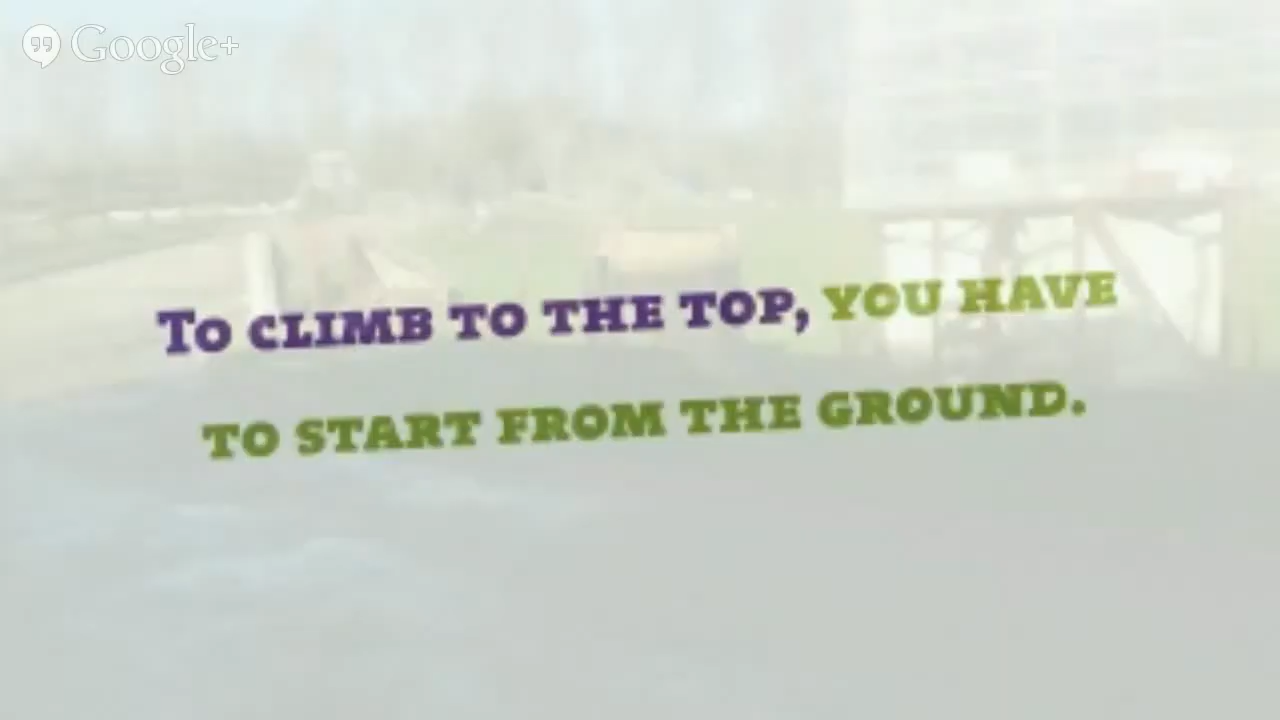 Google+
To climb to the top, you have
to start from the ground.